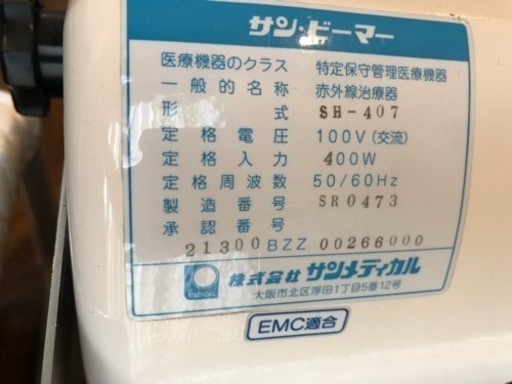 サン・ビーマー
医療機器のクラス 特定保守管理医療機器
一般的名称 赤外線治療器
形式 SH-407
定格電圧 100V(交流)
定格入力 400W
定格周波数 50/60Hz
製造番号 SR0473
承認番号
21300BZZ 00266000
株式会社 サンメディカル
大阪市北区浮田1丁目5番12号
EMC適合